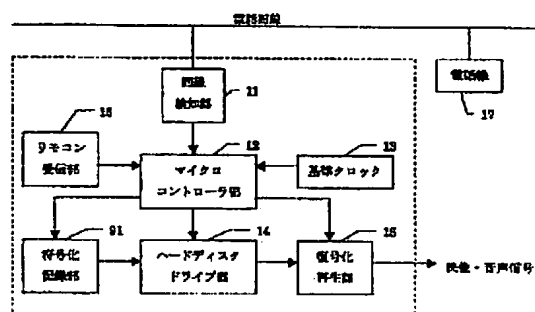 電話回線
回線
検知部
11
電話機
17
16
リモコン
受信部
12
マイクロ
コントローラ部
13
基準クロック
91
符号化
記録部
14
ハードディスク
ドライブ部
15
復号化
再生部
映像・音声信号